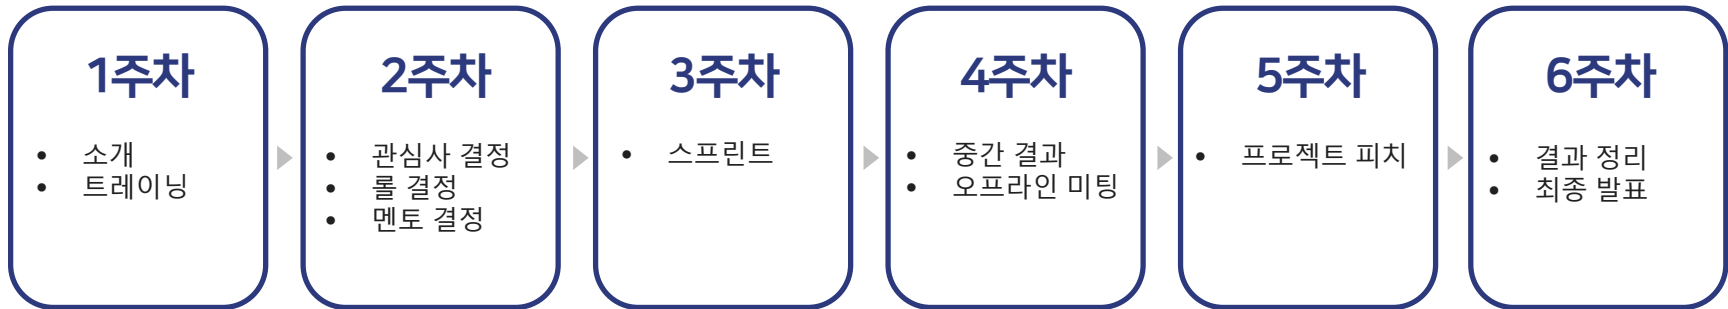 1주차
• 소개
• 트레이닝
2주차
• 관심사 결정
• 롤 결정
• 멘토 결정
3주차
• 스프린트
4주차
• 중간 결과
• 오프라인 미팅
5주차
• 프로젝트 피치
6주차
• 결과 정리
• 최종 발표